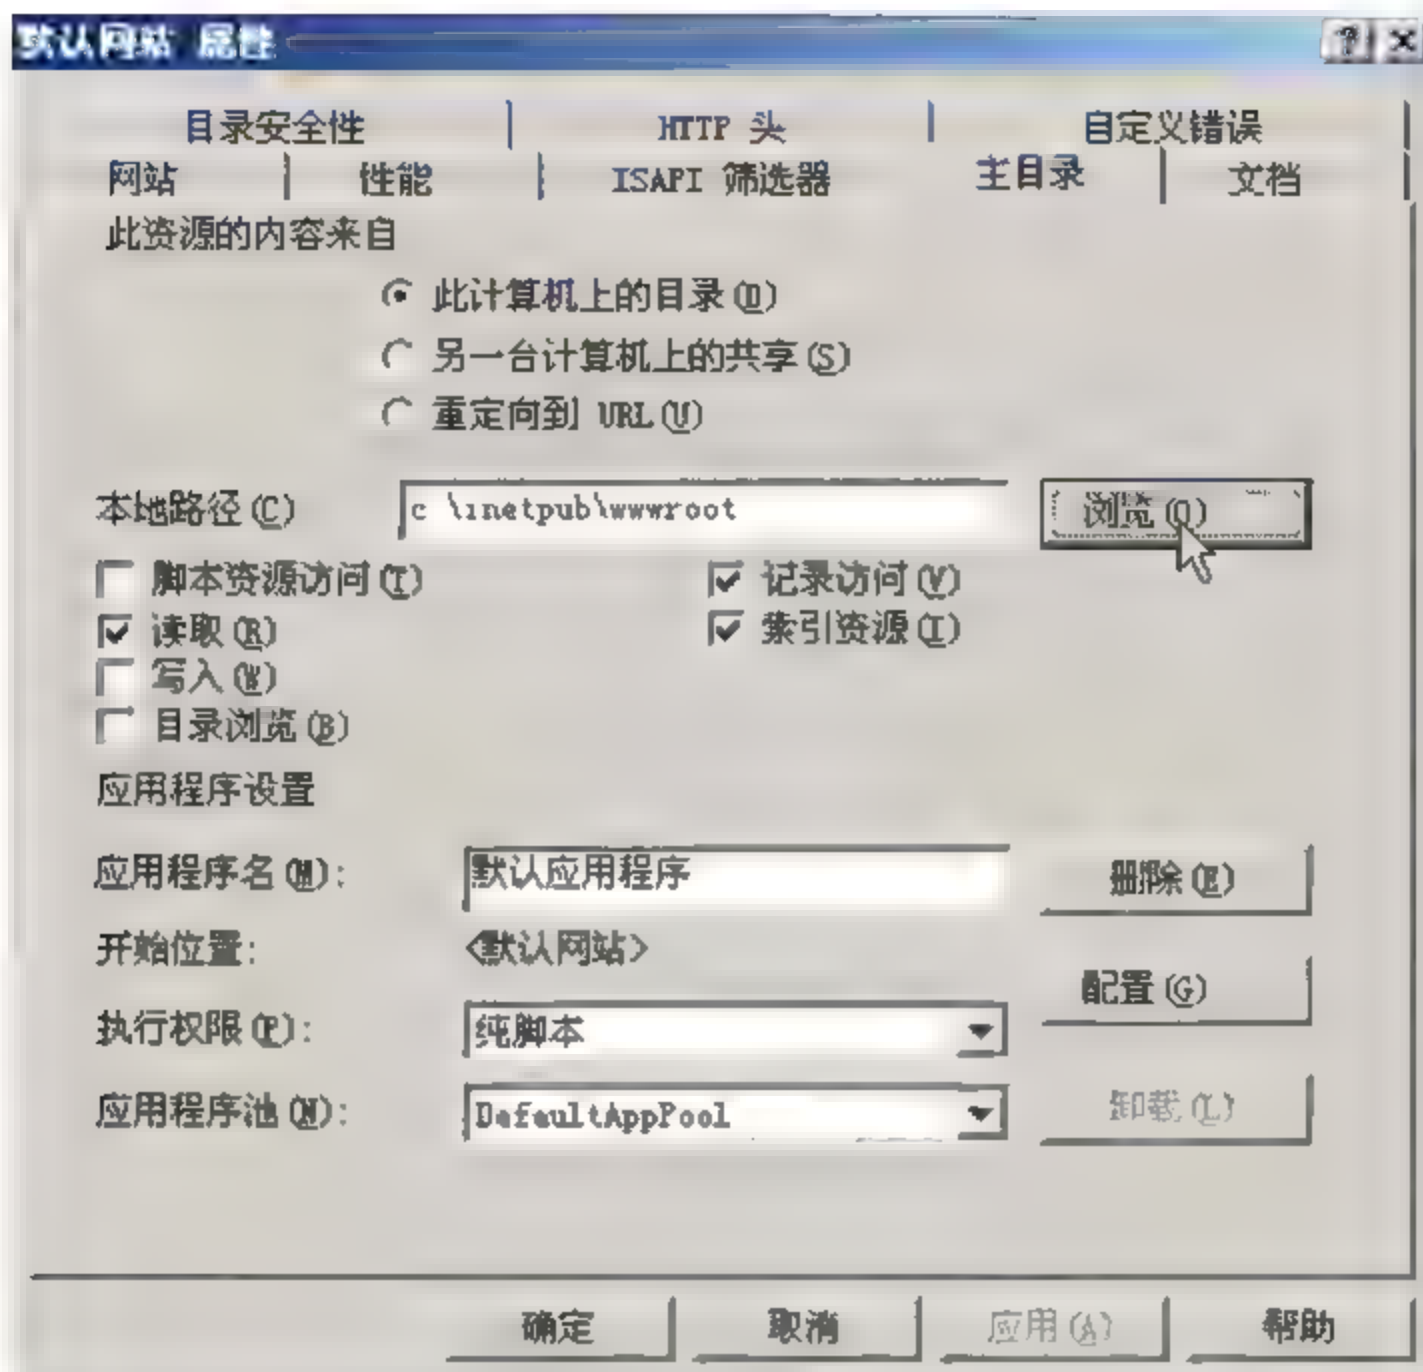 默认网站 属性
目录安全性 HTTP 头 自定义错误
网站 性能 ISAPI 筛选器 主目录 文档
此资源的内容来自
此计算机上的目录(D)
另一台计算机上的共享(S)
重定向到 URL(U)
本地路径(C) c \inetpub\wwwroot 浏览(O)
脚本资源访问(T) 记录访问(V)
读取(R) 索引资源(I)
写入(W)
目录浏览(B)
应用程序设置
应用程序名(M): 默认应用程序 删除(E)
开始位置: <默认网站>
配置(G)
执行权限(P): 纯脚本
应用程序池(N): DefaultAppPool 卸载(L)
确定 取消 应用(A) 帮助